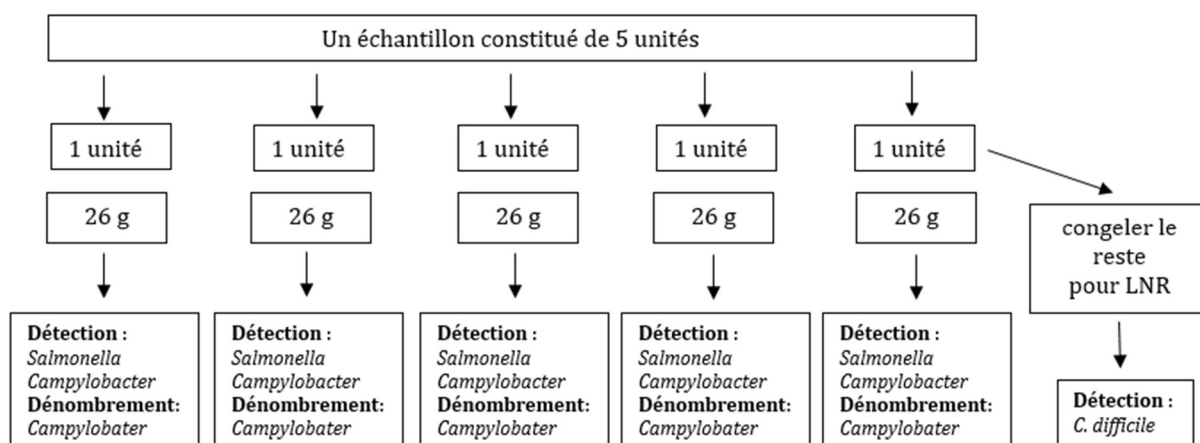 Un échantillon constitué de 5 unités
1 unité
1 unité
1 unité
1 unité
1 unité
26 g
26 g
26 g
26 g
26 g
congeler le
reste
pour LNR
Détection :
Salmonella
Campylobacter
Dénombrement:
Campylobater
Détection :
Salmonella
Campylobacter
Dénombrement:
Campylobater
Détection :
Salmonella
Campylobacter
Dénombrement:
Campylobater
Détection :
Salmonella
Campylobacter
Dénombrement:
Campylobater
Détection :
Salmonella
Campylobacter
Dénombrement:
Campylobater
Détection :
C. difficile